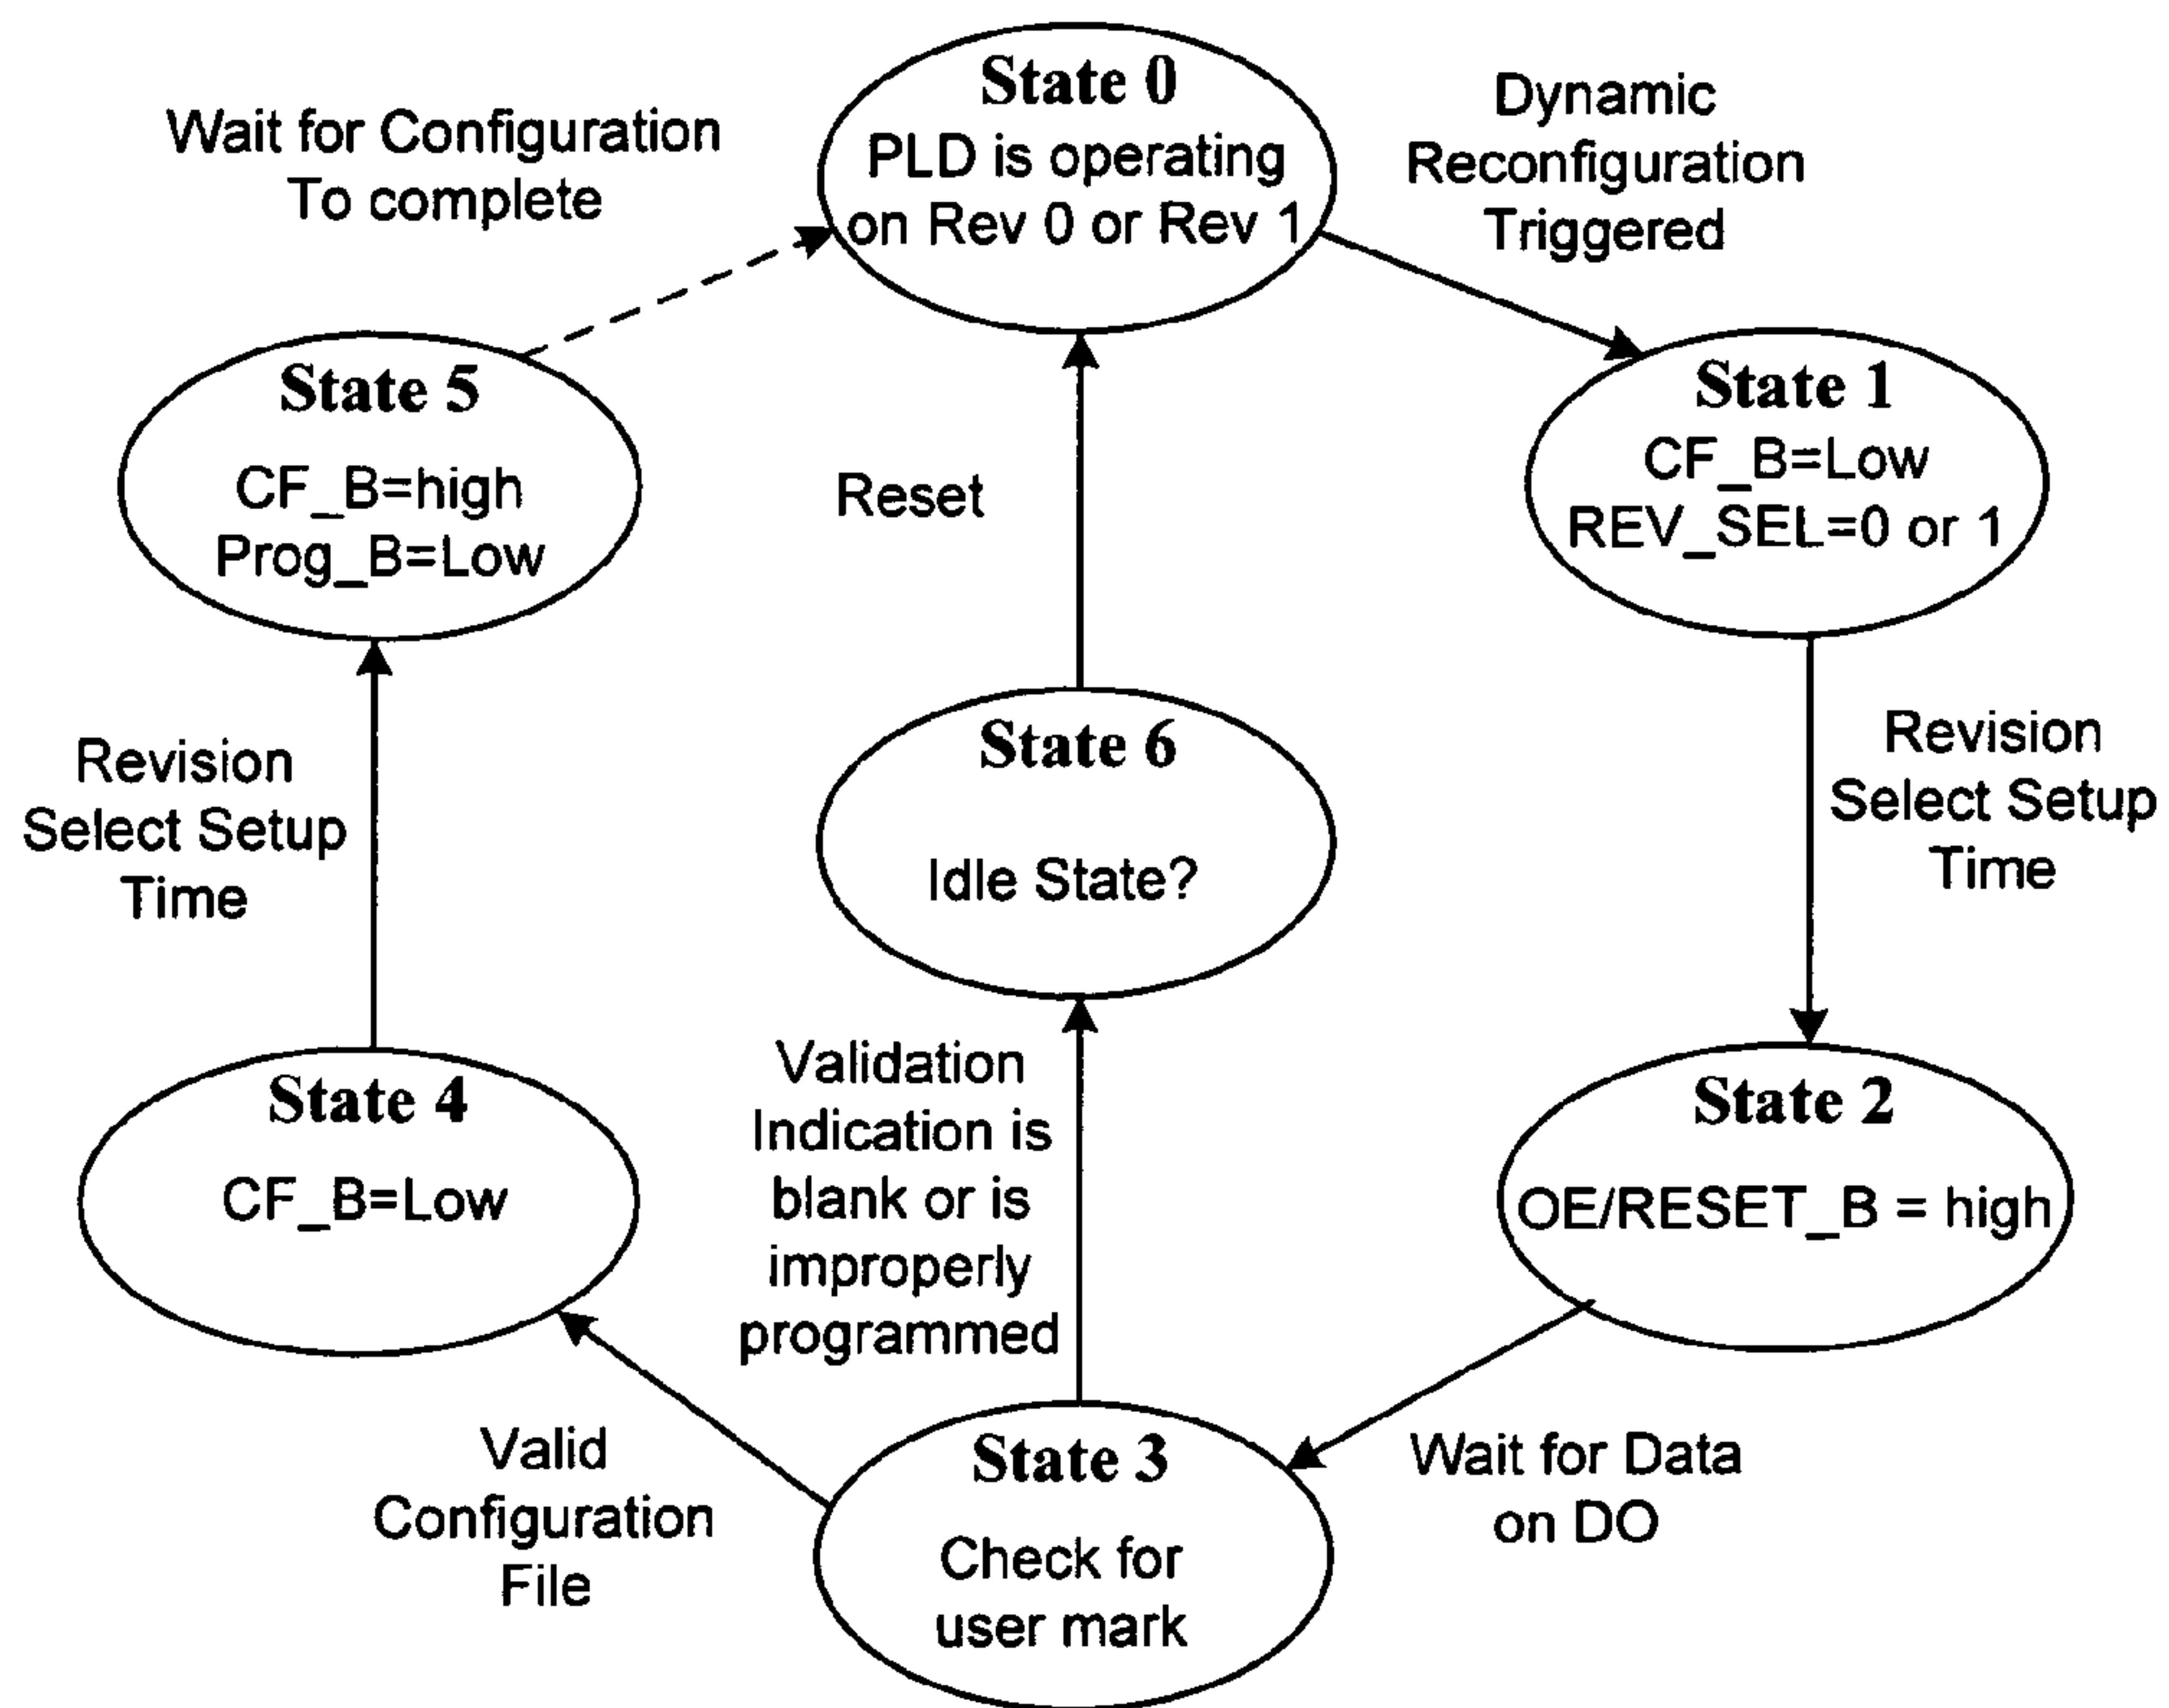 State 0
PLD is operating
on Rev 0 or Rev 1
Dynamic
Reconfiguration
Triggered
Wait for Configuration
To complete
State 5
CF_B=high
Prog_B=Low
Reset
State 1
CF_B=Low
REV_SEL=0 or 1
Revision
Select Setup
Time
State 6
Idle State?
Revision
Select Setup
Time
State 4
CF_B=Low
Validation
Indication is
blank or is
improperly
programmed
State 2
OE/RESET_B = high
Valid
Configuration
File
State 3
Check for
user mark
Wait for Data
on DO